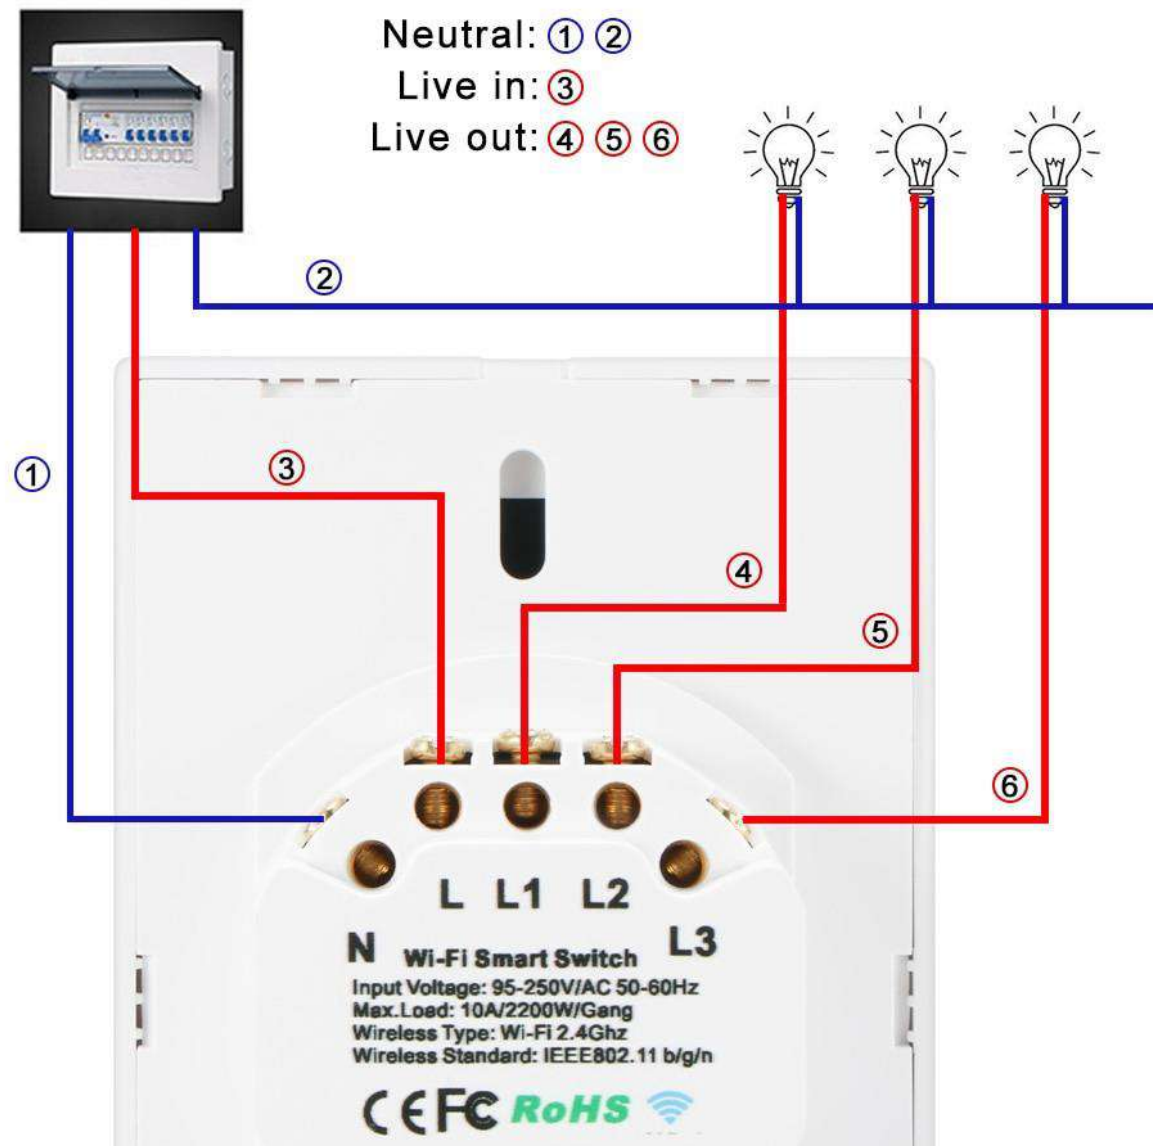 Neutral: ① ②
Live in: ③
Live out: ④ ⑤ ⑥
②
①
③
④
⑤
⑥
L L1 L2
N L3
Wi-Fi Smart Switch
Input Voltage: 95-250V/AC 50-60Hz
Max.Load: 10A/2200W/Gang
Wireless Type: Wi-Fi 2.4Ghz
Wireless Standard: IEEE802.11 b/g/n
CE FC RoHS